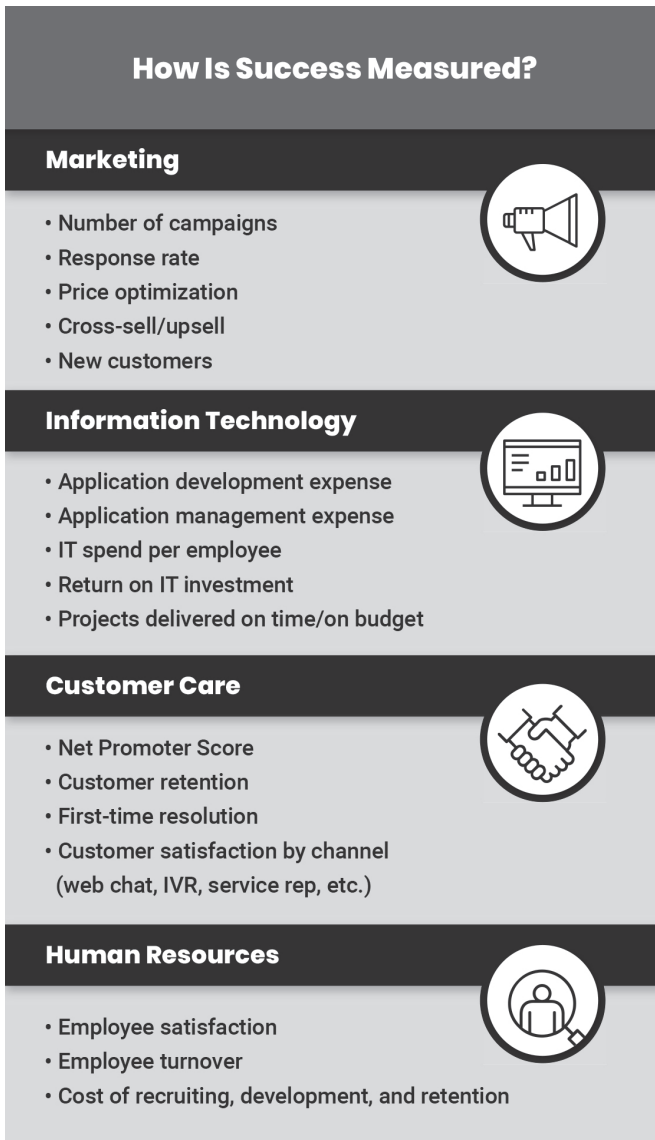 How Is Success Measured?
Marketing
• Number of campaigns
• Response rate
• Price optimization
• Cross-sell/upsell
• New customers
Information Technology
• Application development expense
• Application management expense
• IT spend per employee
• Return on IT investment
• Projects delivered on time/on budget
Customer Care
• Net Promoter Score
• Customer retention
• First-time resolution
• Customer satisfaction by channel
(web chat, IVR, service rep, etc.)
Human Resources
• Employee satisfaction
• Employee turnover
• Cost of recruiting, development, and retention